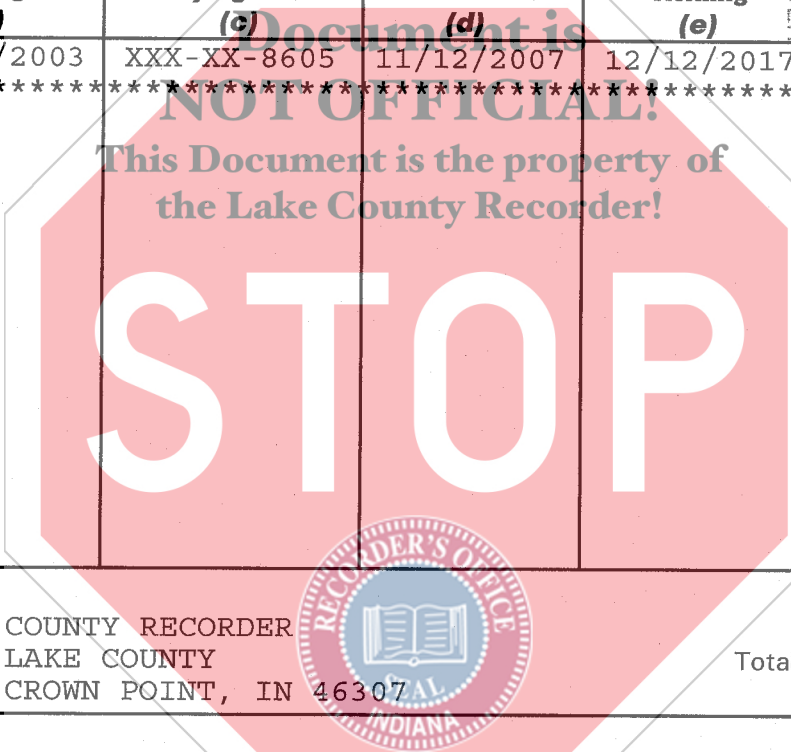 (c) (d) (e)
Document is
/2003 XXX-XX-8605 11/12/2007 12/12/2017
*******************************************
NOT OFFICIAL!
This Document is the property of
the Lake County Recorder!
STOP
RECORDER'S OFFICE
SEAL
INDIANA
COUNTY RECORDER
LAKE COUNTY
CROWN POINT, IN 46307
Tota